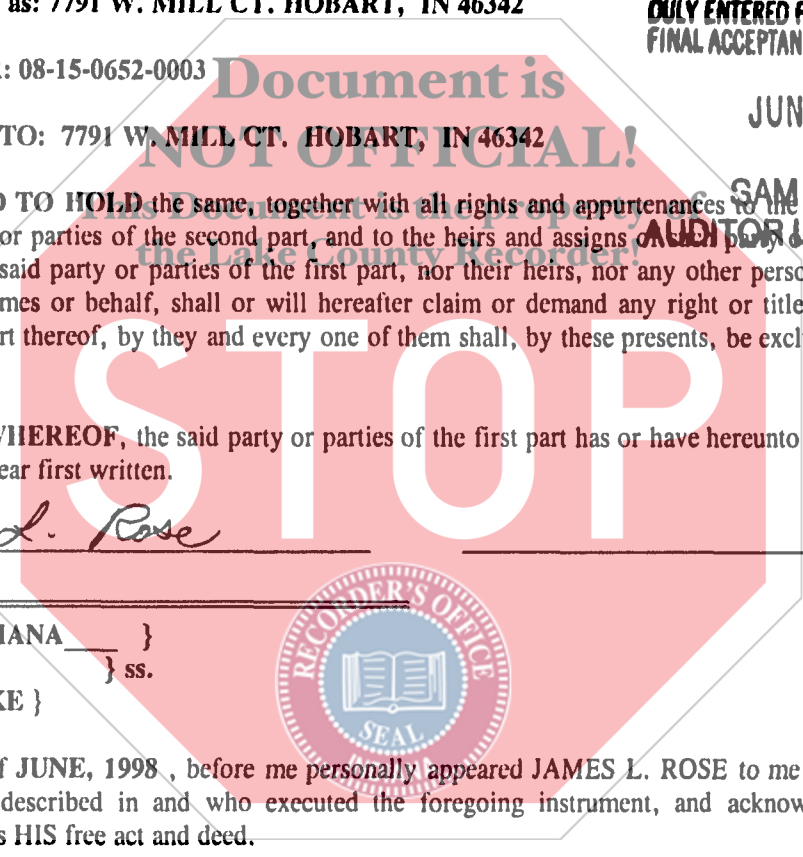 as: 7791 W. MILL CT. HOBART, IN 46342
DULY ENTERED F
FINAL ACCEPTAN
: 08-15-0652-0003
Document is
JUN
TO: 7791 W. MILL CT. HOBART, IN 46342
NOT OFFICIAL!
SAM
TO HOLD the same, together with all rights and appurtenances to the
This Document is the property of
AUDITOR L
or parties of the second part, and to the heirs and assigns of
the Lake County Recorder!
said party or parties of the first part, nor their heirs, nor any other perso
mes or behalf, shall or will hereafter claim or demand any right or title
rt thereof, by they and every one of them shall, by these presents, be excl
STOP
WHEREOF, the said party or parties of the first part has or have hereunto
ear first written.
L. Rose
RECORDER'S OFFICE
SEAL
IANA____ }
} ss.
KE }
f JUNE, 1998 , before me personally appeared JAMES L. ROSE to me
described in and who executed the foregoing instrument, and acknow
s HIS free act and deed.